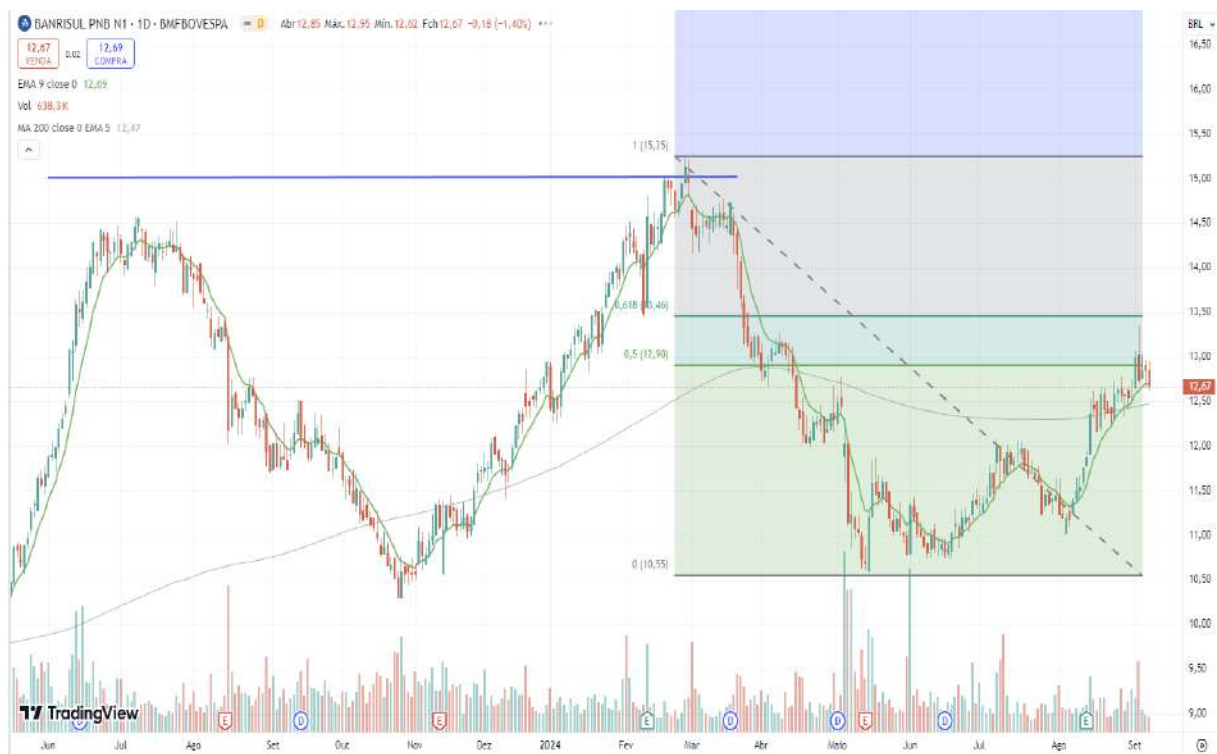 BANRISUL PNB N1 · 1D · BMFBOVESPA = D Abr12,85 Máx.12,95 Mín.12,62 Fch12,67 −0,18 (−1,40%)
BRL
12,67 0.02 12,69
VENDA COMPRA
EMA 9 close 0 12,69
Vol 638,3K
MA 200 close 0 EMA 5 12,47
16,50
16,00
15,50
1 (15,25)
15,00
14,50
14,00
0,618 (13,46)
13,50
0,5 (12,90)
13,00
12,67
12,50
12,00
11,50
11,00
0 (10,55)
10,50
10,00
9,50
9,00
TradingView
D E D E E D D E D E
Jun Jul Ago Set Out Nov Dez 2024 Fev Mar Abr Maio Jun Jul Ago Set